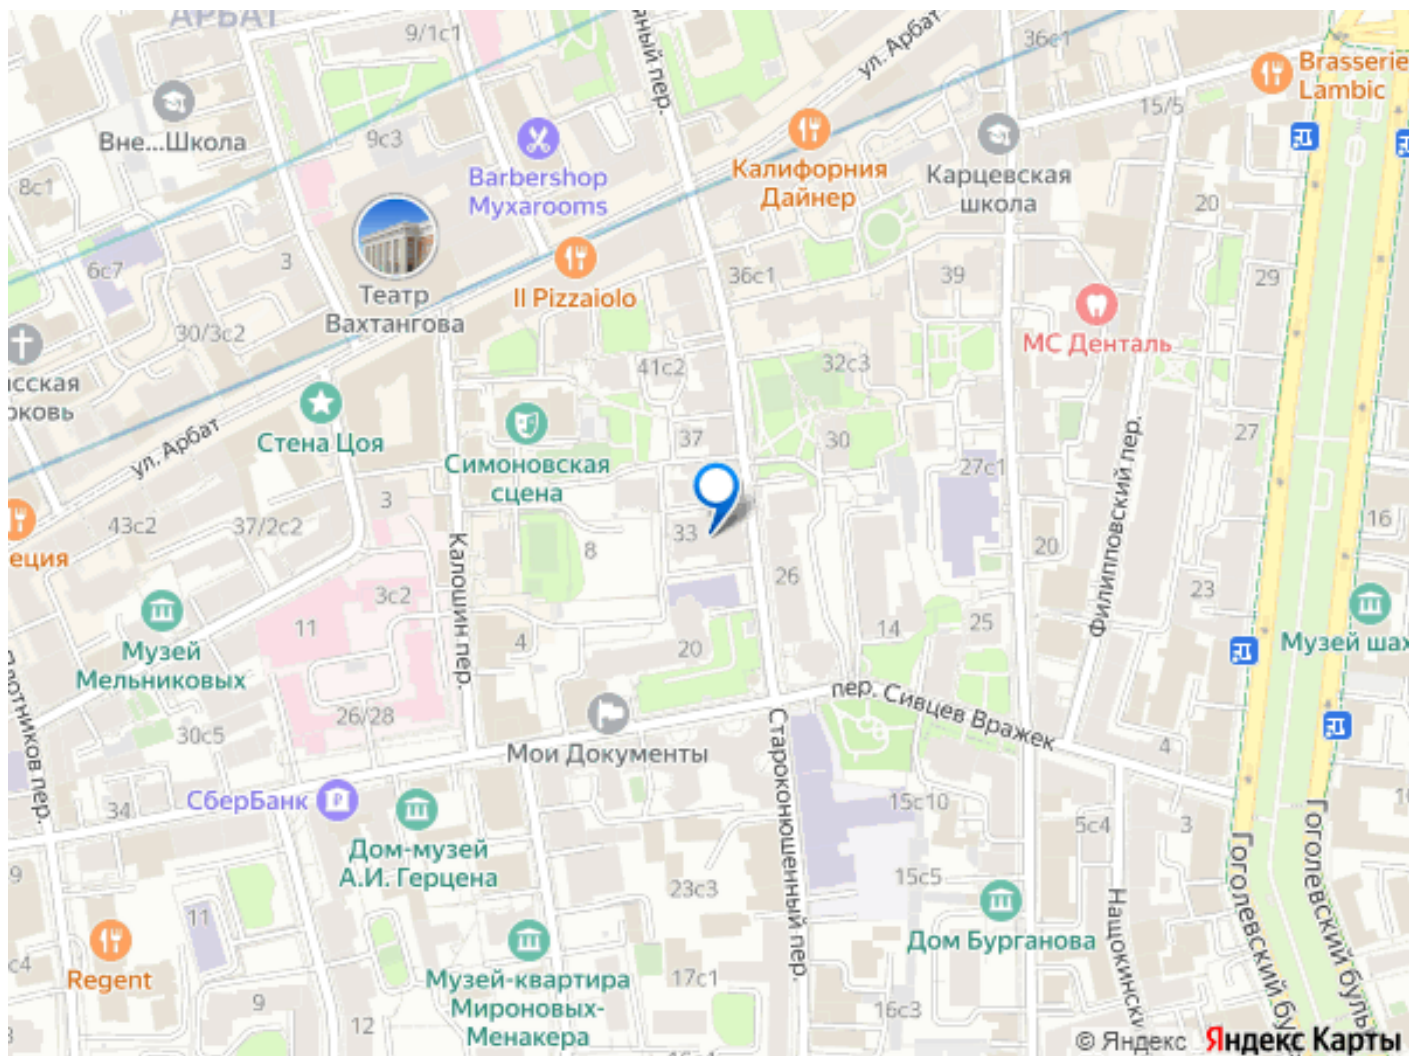 АРБАТ
9/1с1
ул. Арбат
36с1
Brasserie
Lambic
15/5
Вне...Школа
9с3
Barbershop
Myxarooms
Калифорния
Дайнер
Карцевская
школа
8с1
20
6с7
3
Театр
Вахтангова
Il Pizzaiolo
36с1
39
29
МС Денталь
30/3с2
41с2
32с3
Стена Цоя
ул. Арбат
Симоновская
сцена
37
30
27с1
27
Филипповский пер.
43с2
37/2с2
3
33
8
Калошин пер.
26
20
16
23
3с2
11
Музей
Мельниковых
4
20
14
25
26/28
30с5
Мои Документы
пер. Сивцев Вражек
4
СберБанк
34
Дом-музей
А.И. Герцена
Староконюшенный пер.
15с10
5с4
3
Гоголевский
23с3
15с5
11
Дом Бурганова
Regent
Музей-квартира
Мироновых-
Менакера
17с1
16с3
9
12
© Яндекс Яндекс Карты